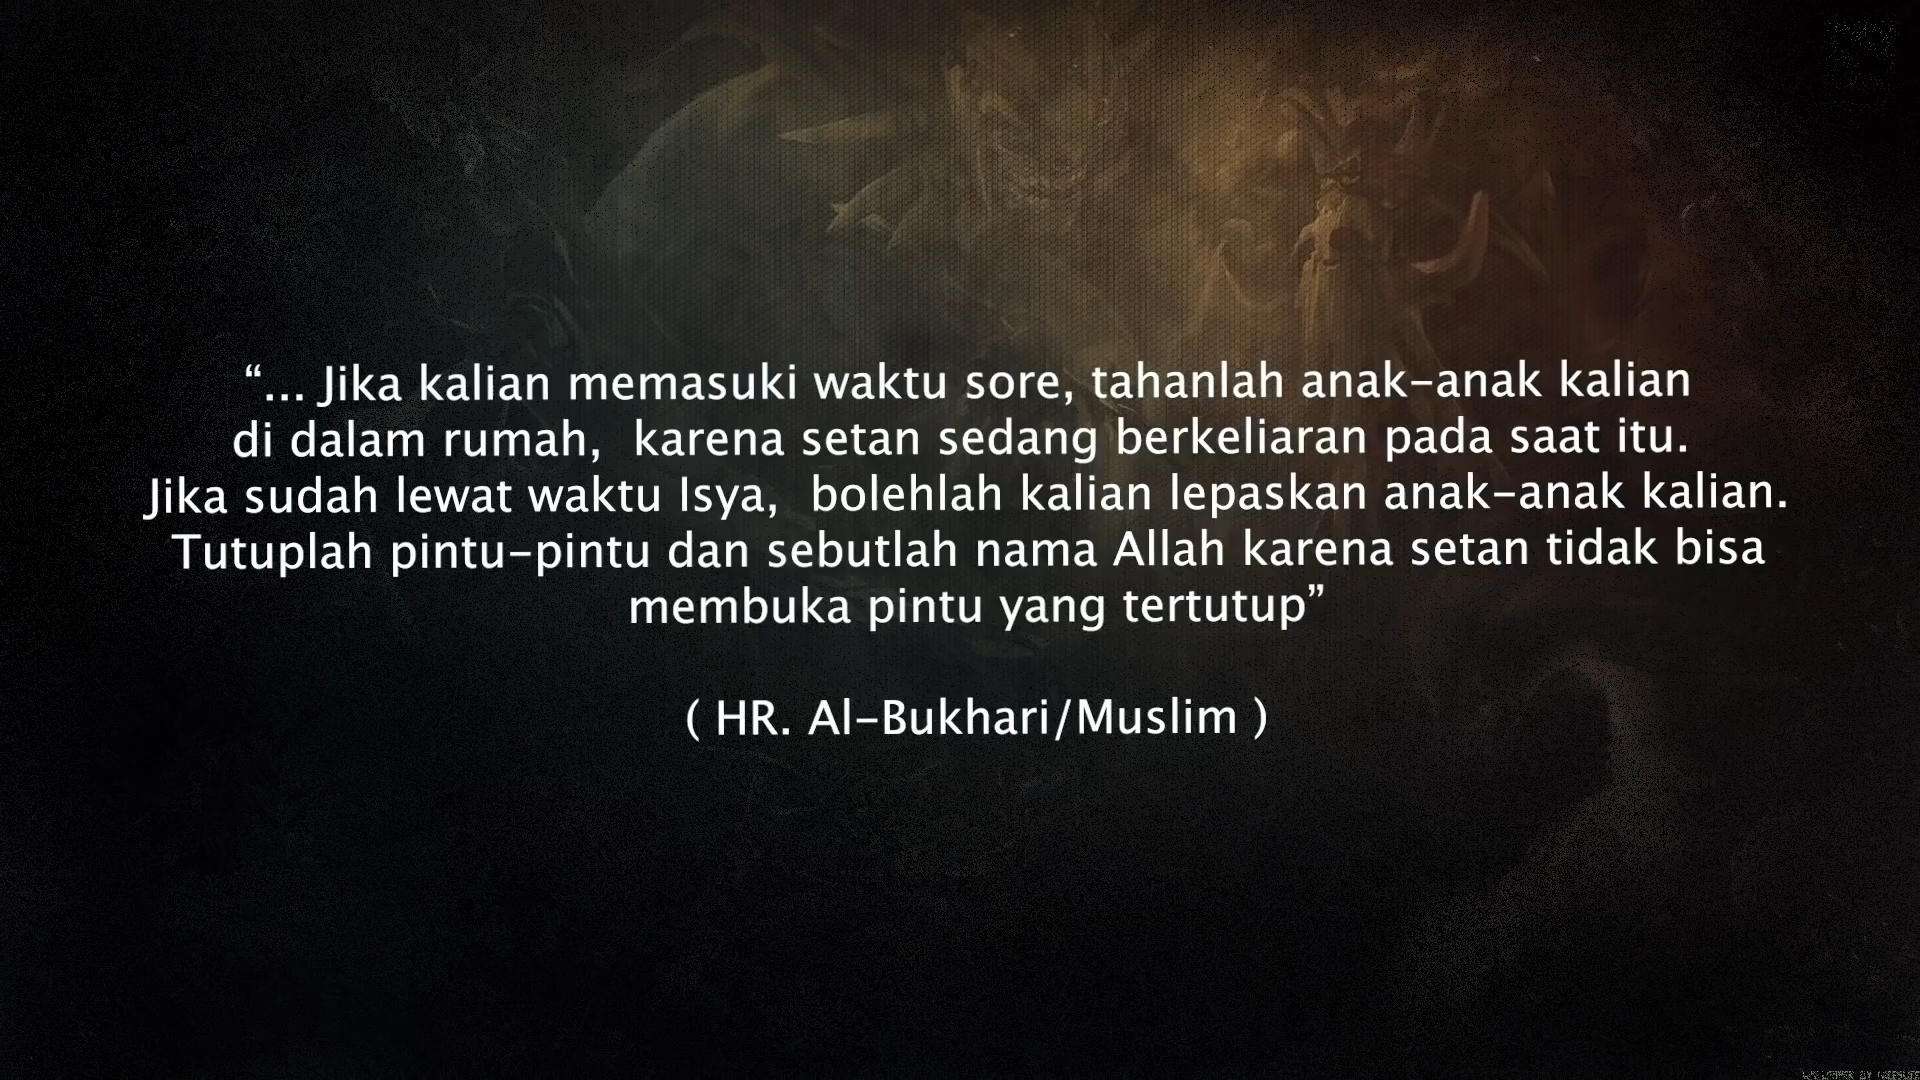 “... Jika kalian memasuki waktu sore, tahanlah anak-anak kalian
di dalam rumah,  karena setan sedang berkeliaran pada saat itu.
Jika sudah lewat waktu Isya,  bolehlah kalian lepaskan anak-anak kalian.
Tutuplah pintu-pintu dan sebutlah nama Allah karena setan tidak bisa
membuka pintu yang tertutup”
( HR. Al-Bukhari/Muslim )